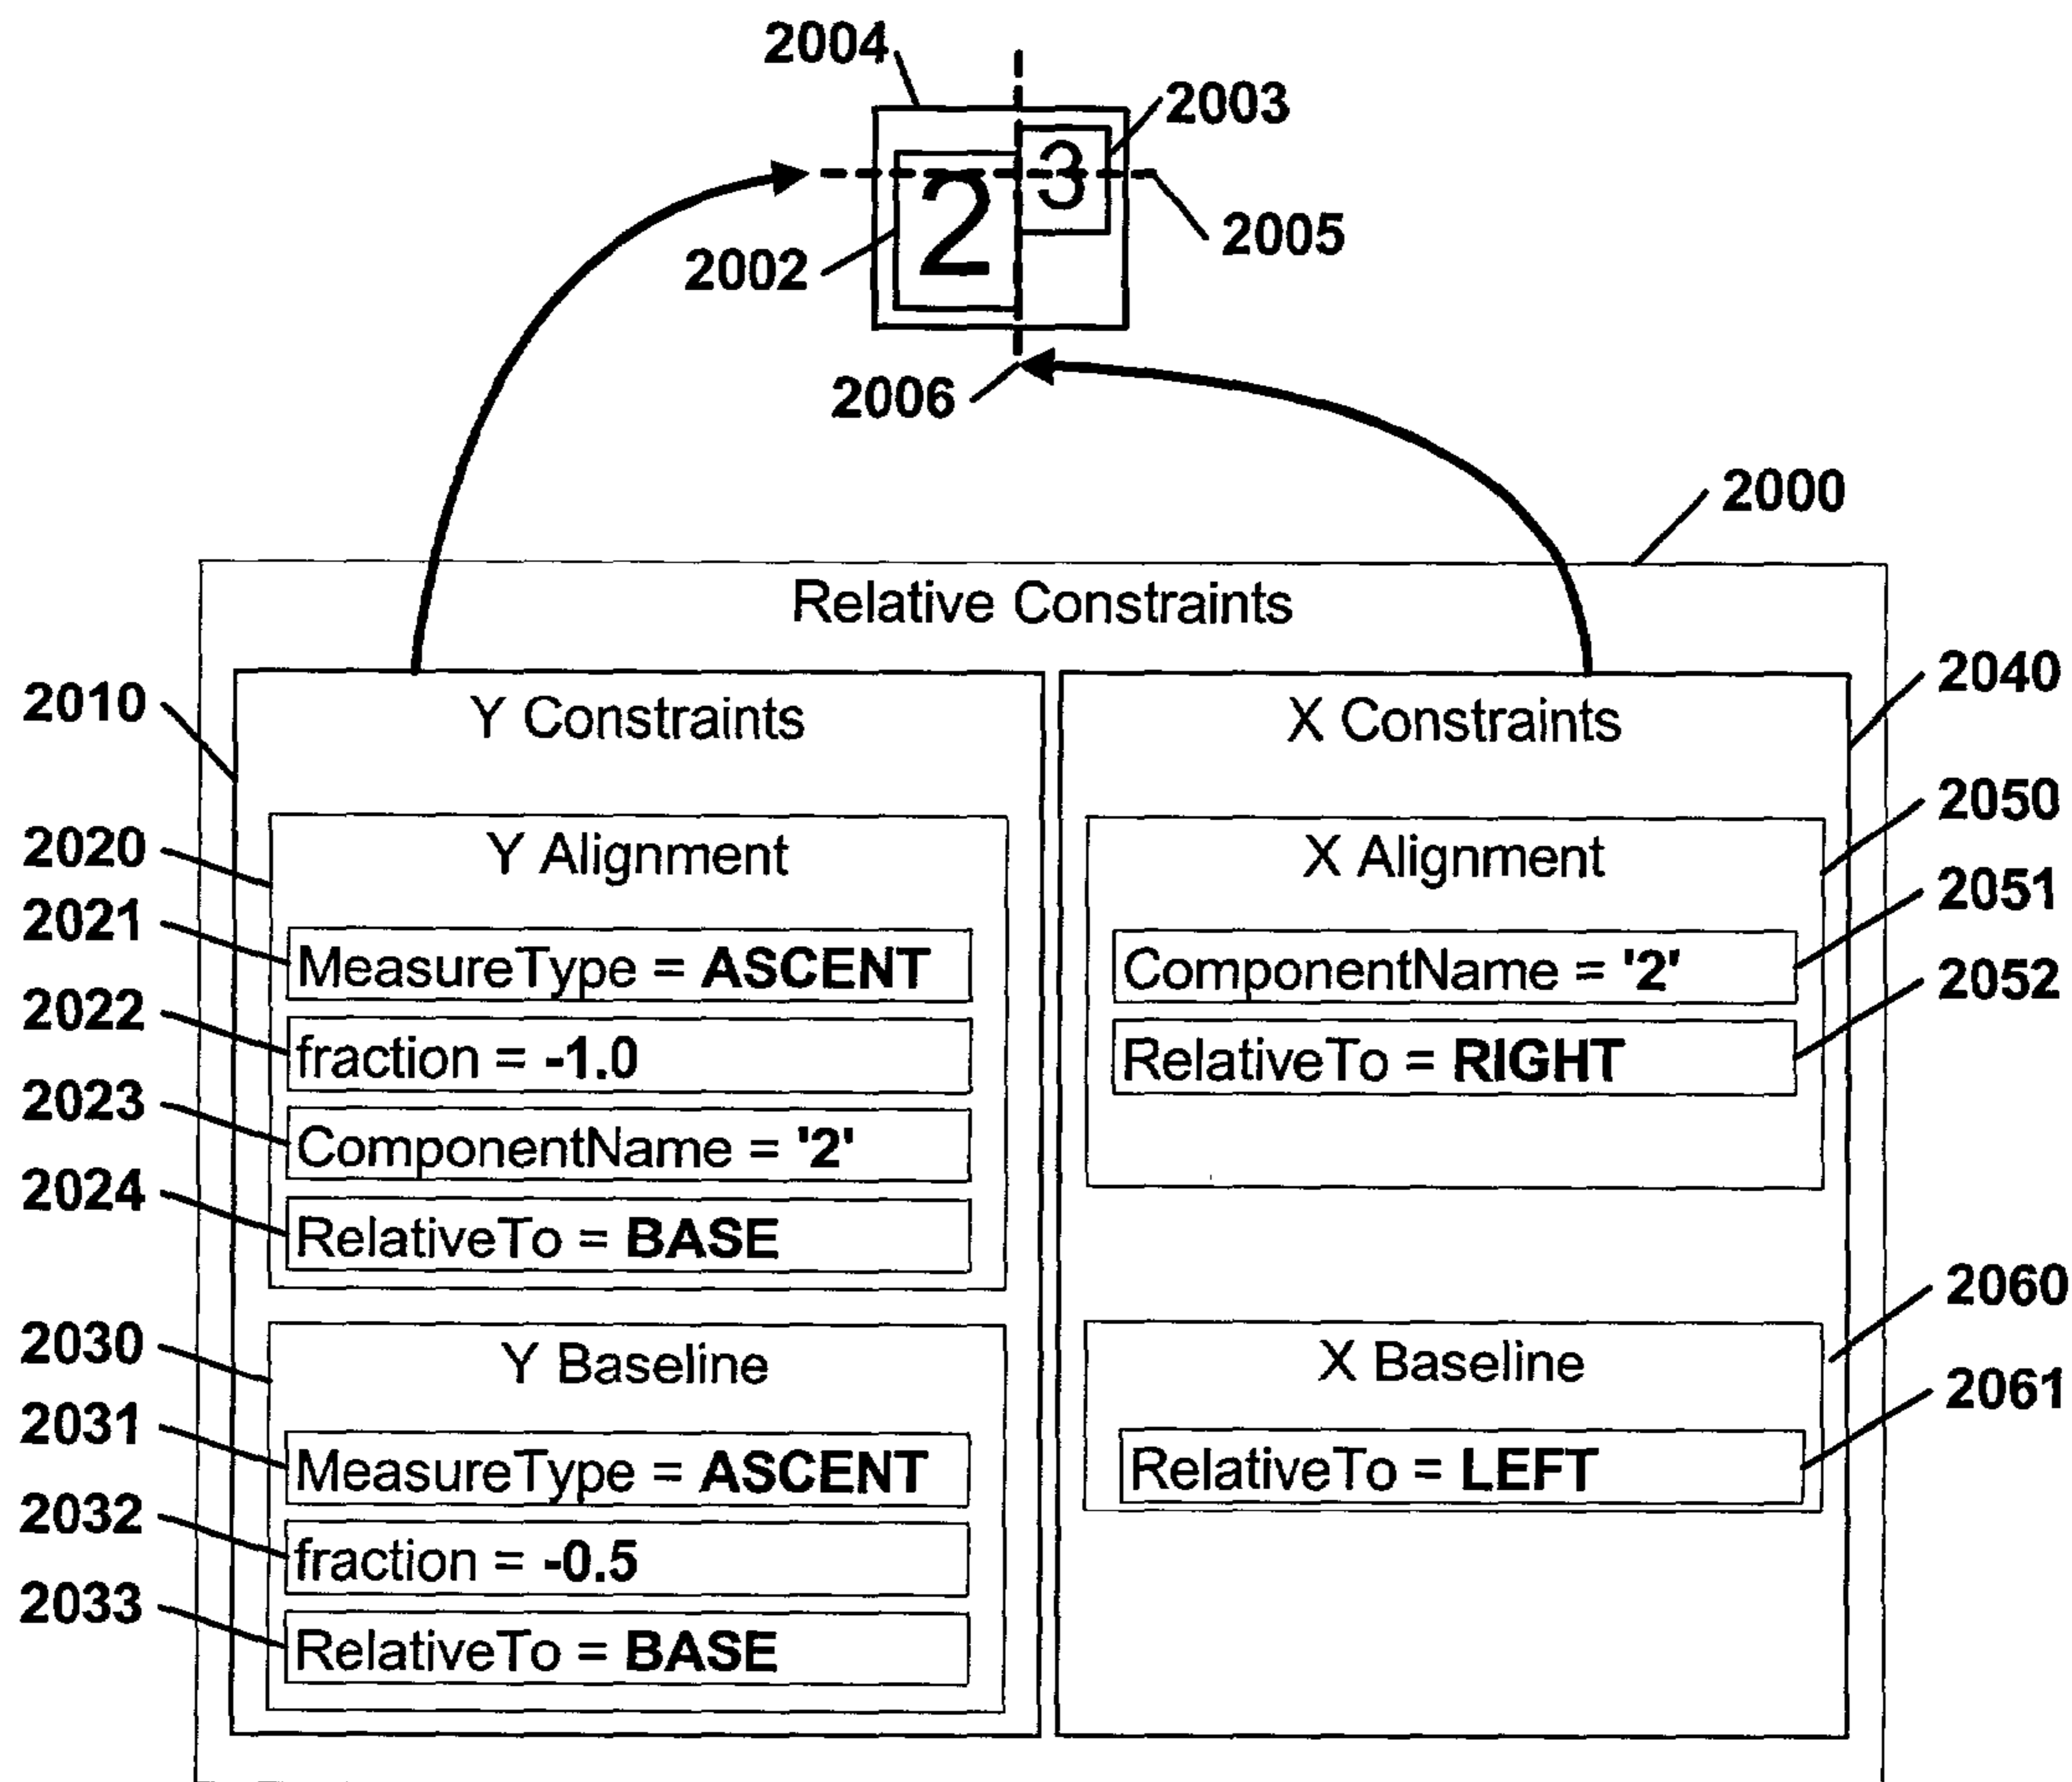 2004
2003
2 3
2005
2002
2006
2000
Relative Constraints
2010
2040
Y Constraints
X Constraints
2050
2020
Y Alignment
X Alignment
2051
2021
MeasureType = ASCENT
ComponentName = '2'
2052
2022
fraction = -1.0
RelativeTo = RIGHT
2023
ComponentName = '2'
2024
RelativeTo = BASE
2060
2030
Y Baseline
X Baseline
2061
2031
MeasureType = ASCENT
RelativeTo = LEFT
2032
fraction = -0.5
2033
RelativeTo = BASE